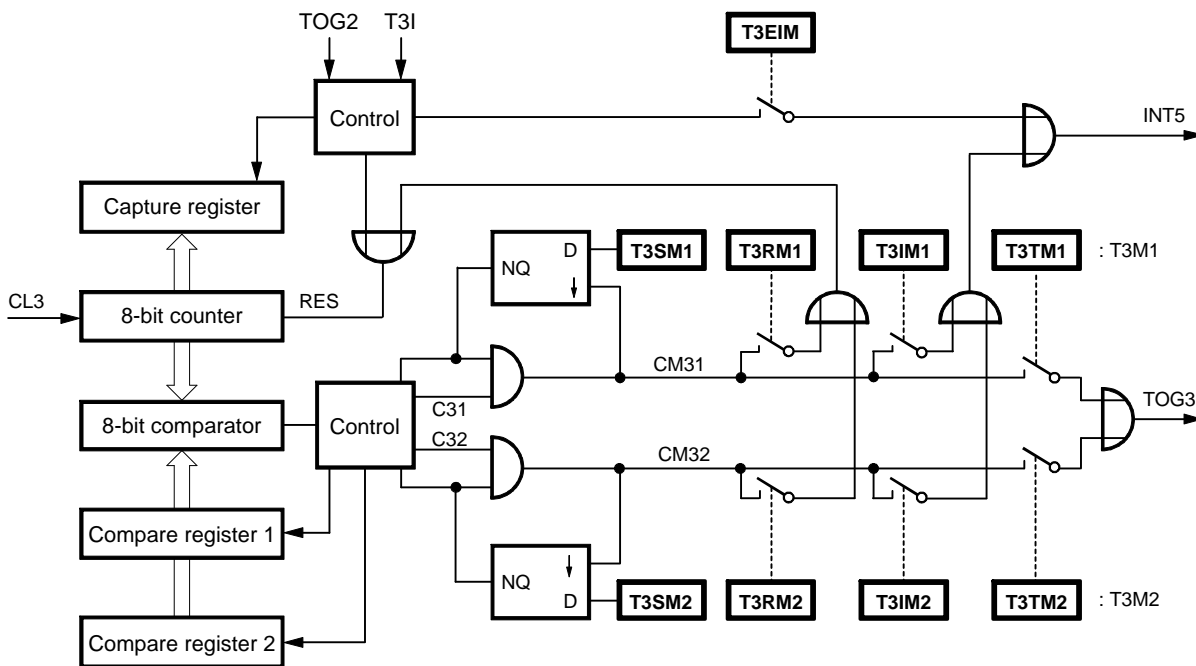 TOG2
T3I
T3EIM
Control
INT5
Capture register
D
NQ
T3SM1
T3RM1
T3IM1
T3TM1
: T3M1
CL3
8-bit counter
RES
CM31
C31
8-bit comparator
Control
C32
TOG3
CM32
Compare register 1
NQ
D
T3SM2
T3RM2
T3IM2
T3TM2
: T3M2
Compare register 2